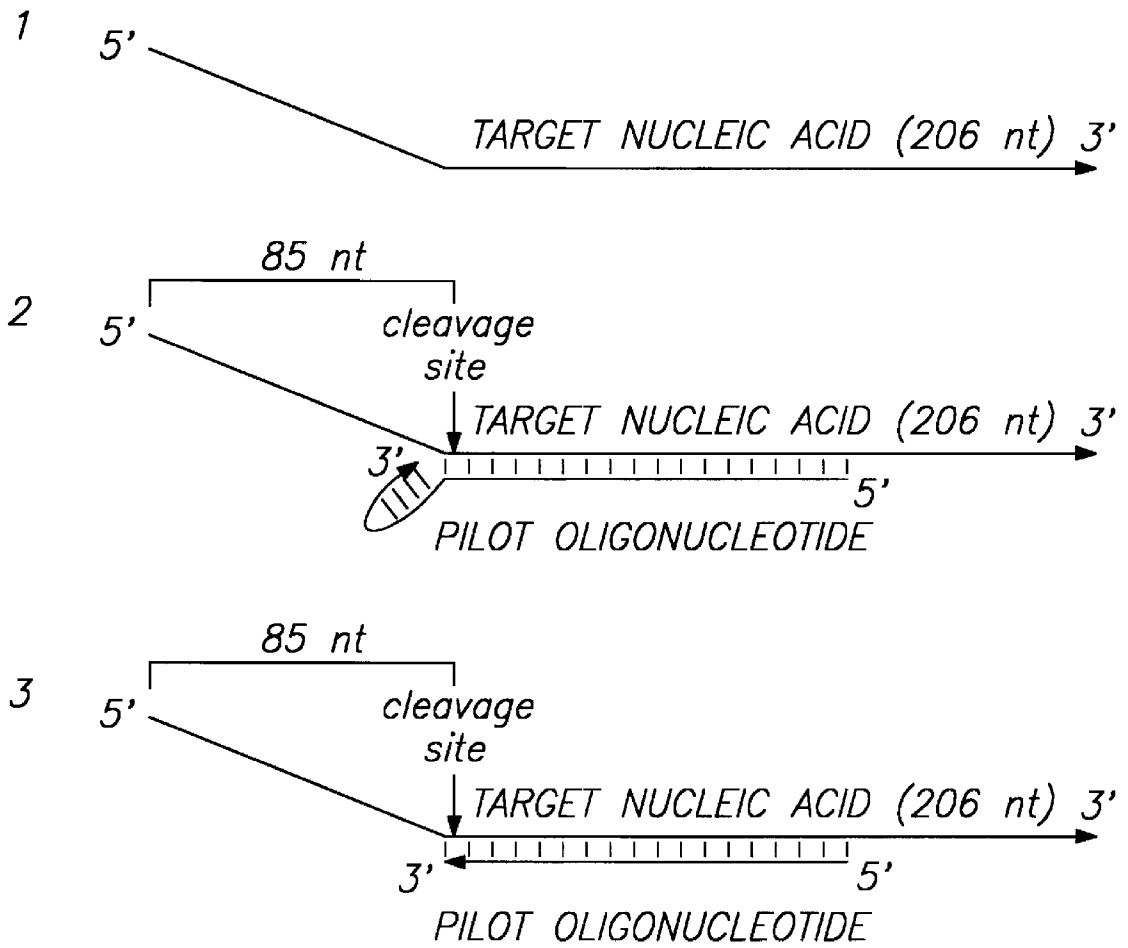 1
5'
TARGET NUCLEIC ACID (206 nt) 3'
85 nt
2
5'
cleavage
site
TARGET NUCLEIC ACID (206 nt) 3'
3'
5'
PILOT OLIGONUCLEOTIDE
85 nt
3
5'
cleavage
site
TARGET NUCLEIC ACID (206 nt) 3'
3'
5'
PILOT OLIGONUCLEOTIDE